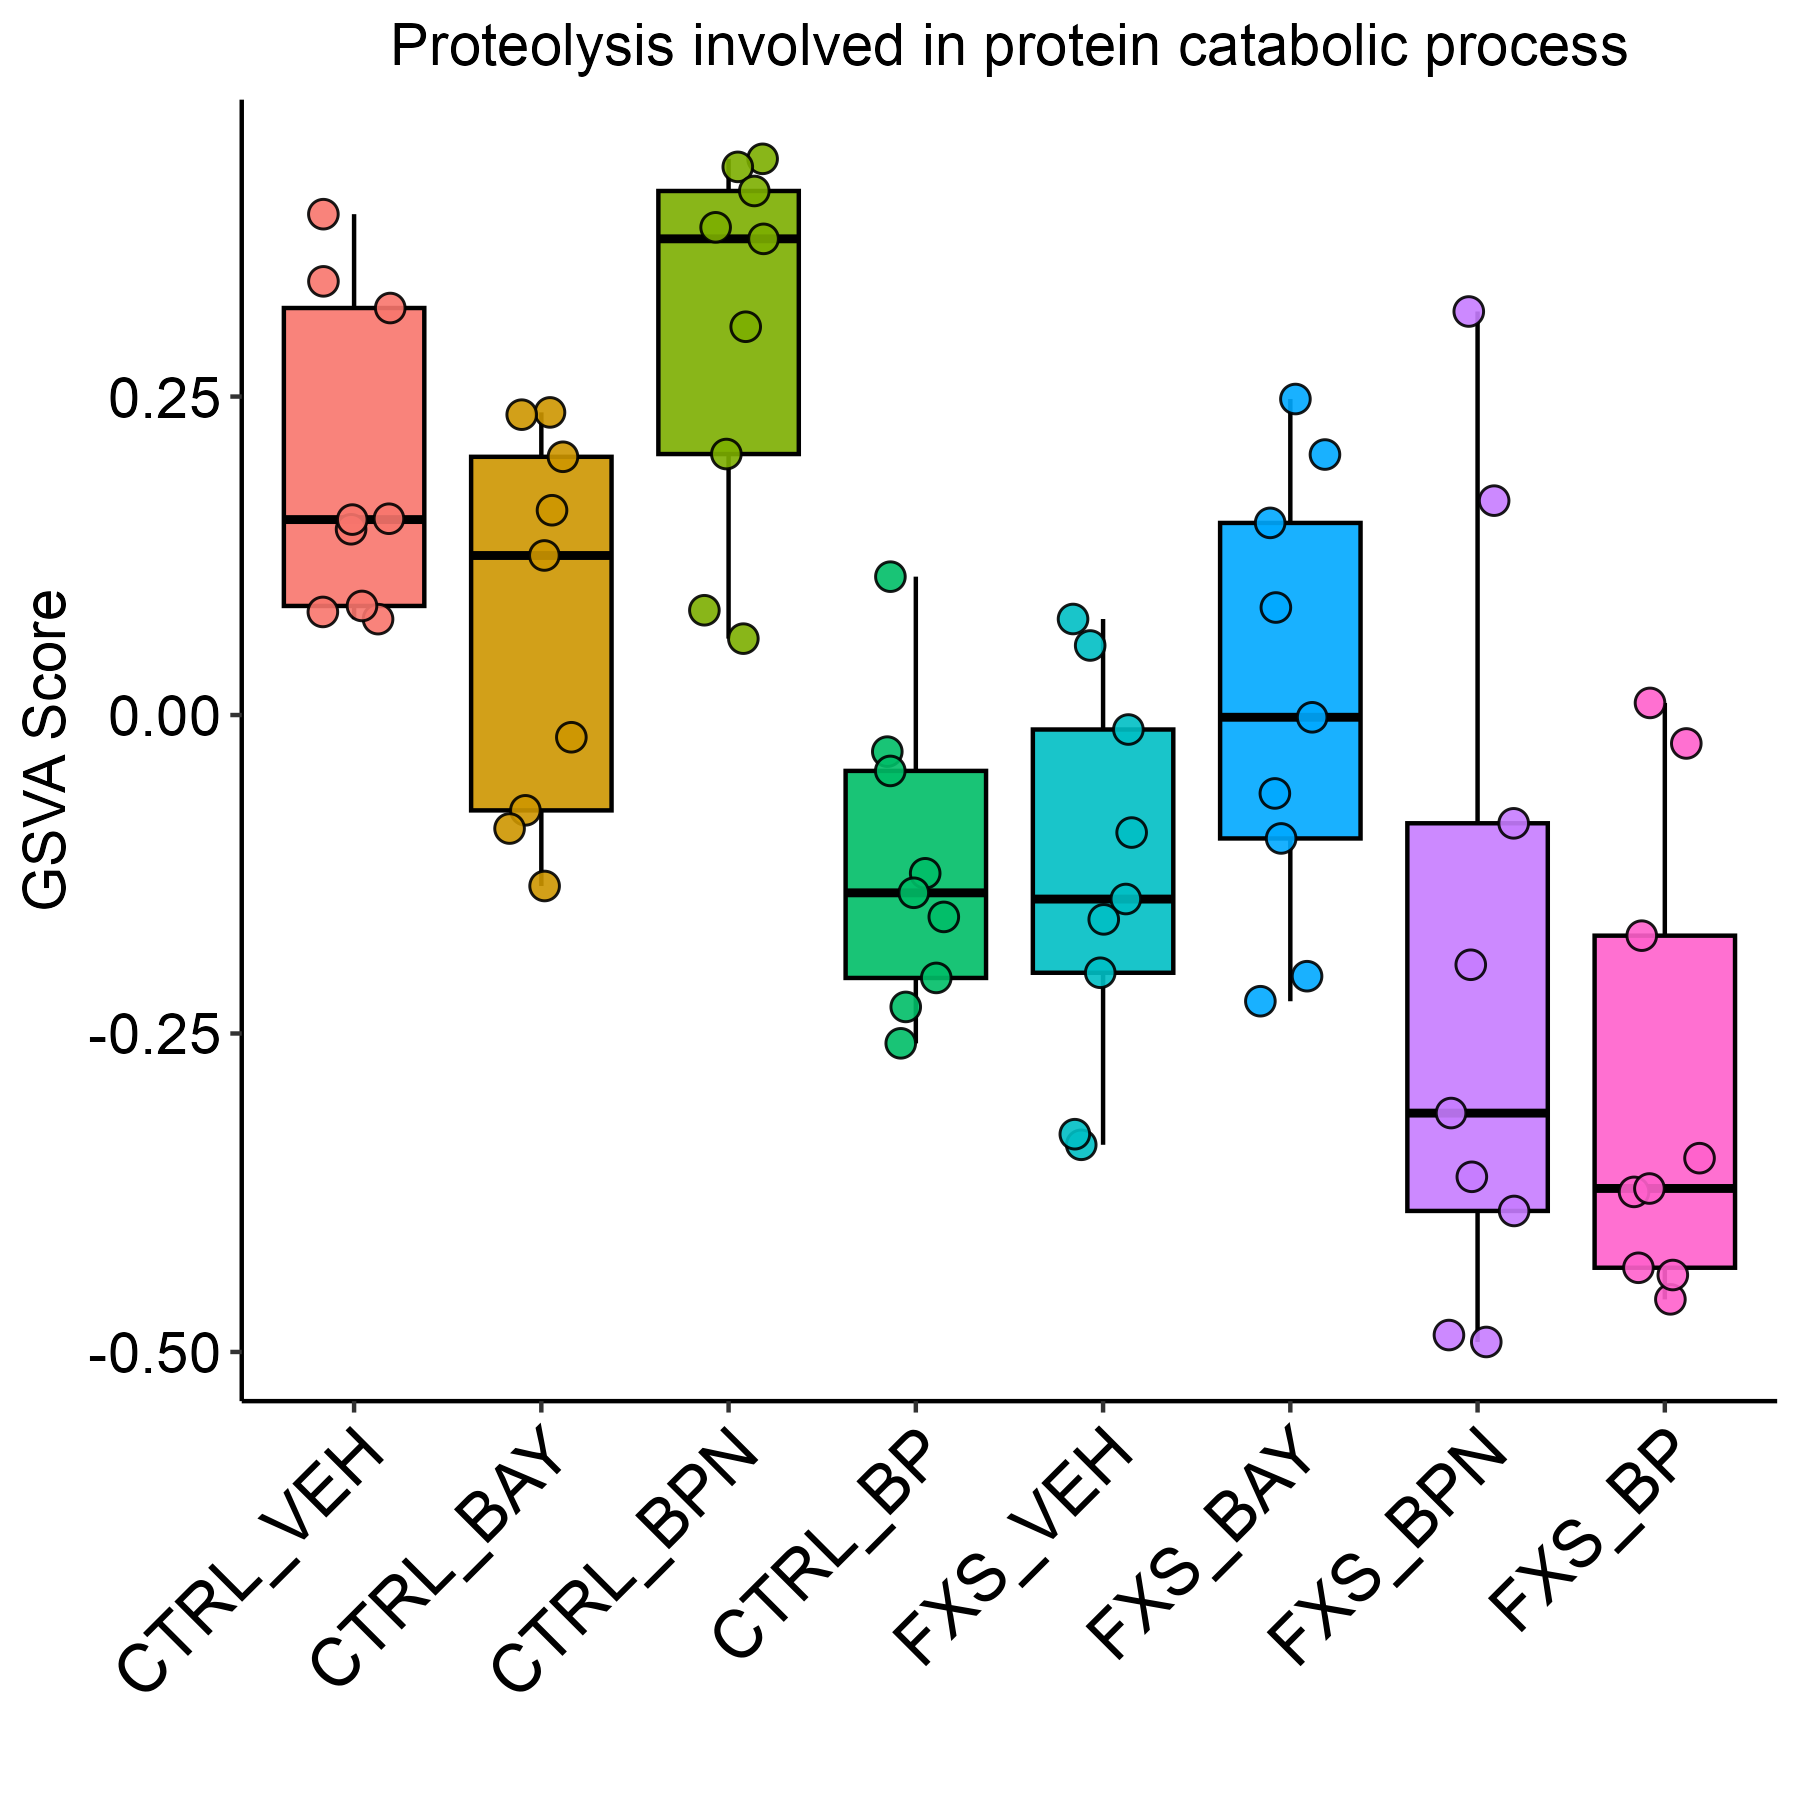 Proteolysis involved in protein catabolic process
GSVA Score
0.25
0.00
-0.25
-0.50
CTRL_VEH
CTRL_BAY
CTRL_BPN
CTRL_BP
FXS_VEH
FXS_BAY
FXS_BPN
FXS_BP